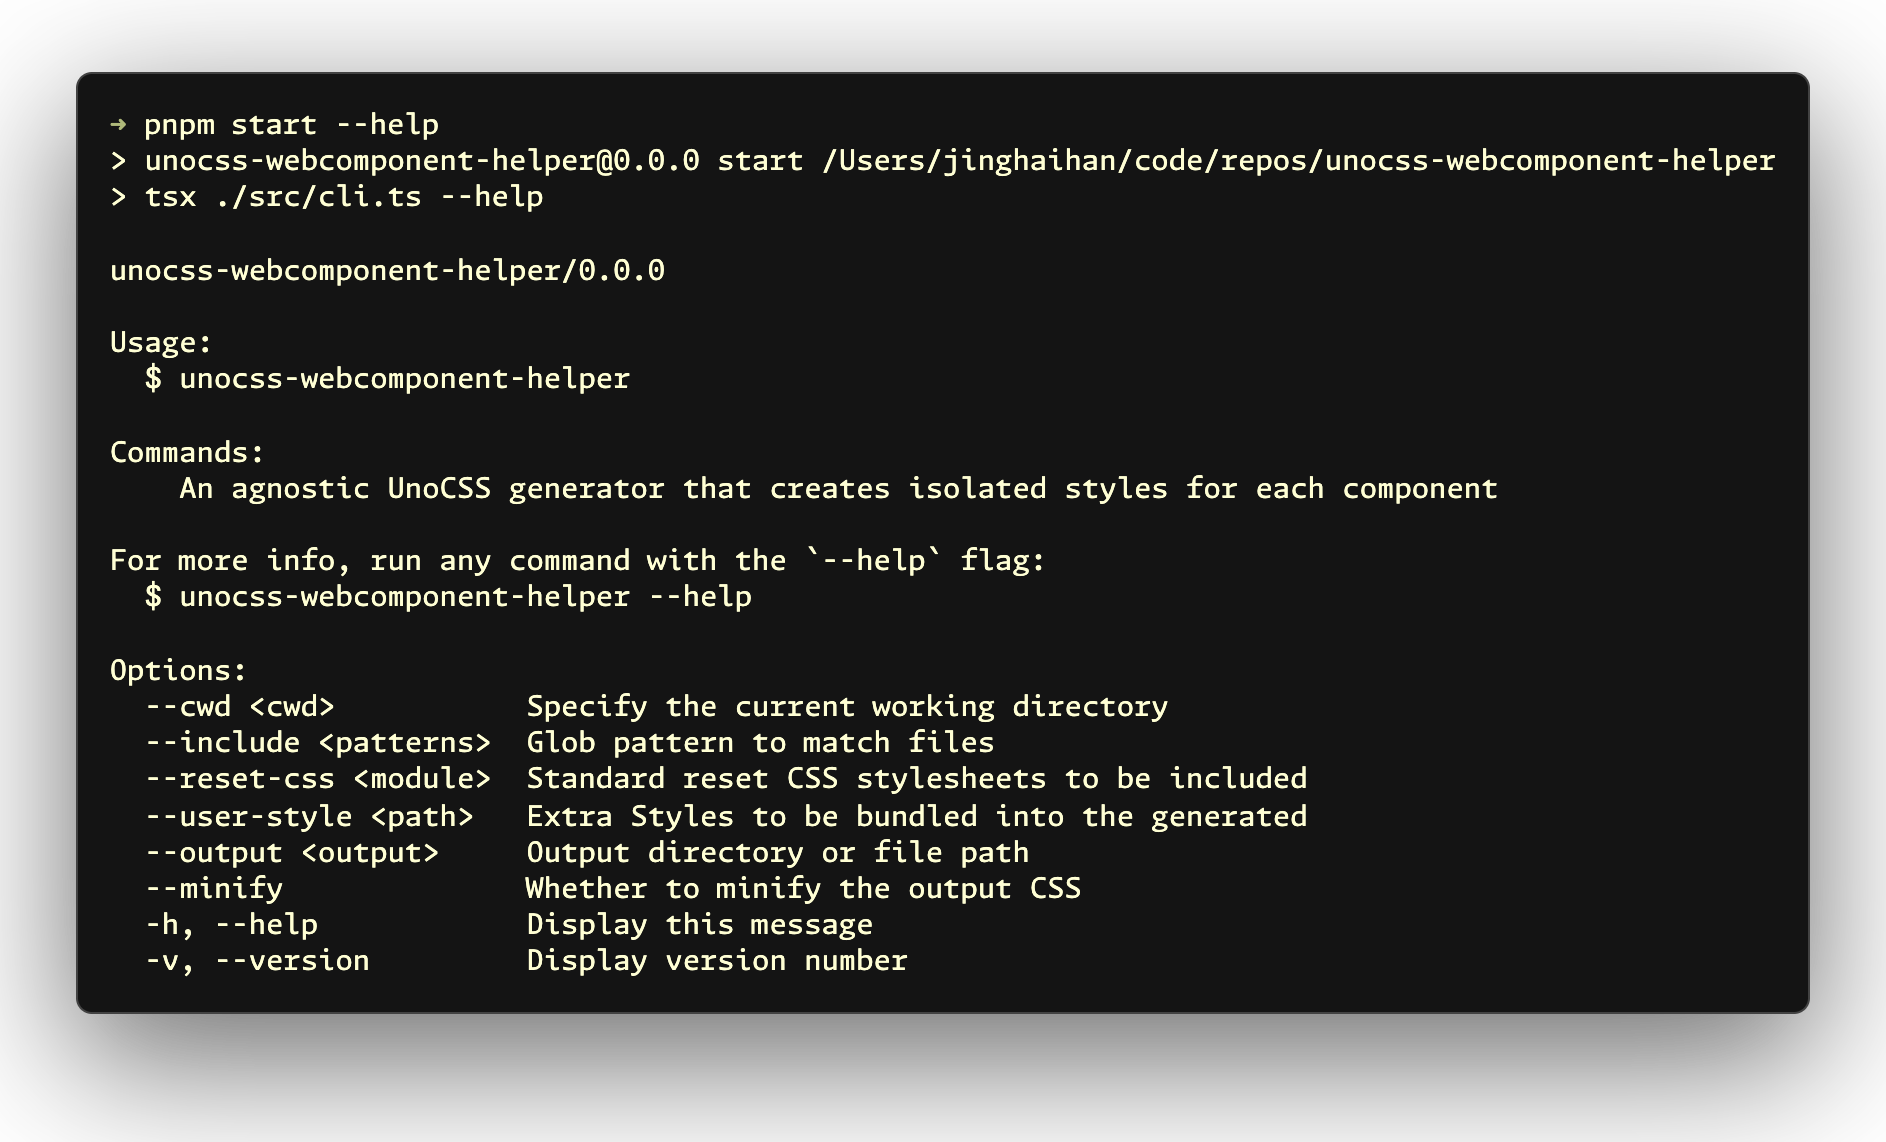 ➜ pnpm start --help
> unocss-webcomponent-helper@0.0.0 start /Users/jinghaihan/code/repos/unocss-webcomponent-helper
> tsx ./src/cli.ts --help

unocss-webcomponent-helper/0.0.0

Usage:
  $ unocss-webcomponent-helper

Commands:
    An agnostic UnoCSS generator that creates isolated styles for each component

For more info, run any command with the `--help` flag:
  $ unocss-webcomponent-helper --help

Options:
  --cwd <cwd>           Specify the current working directory
  --include <patterns>  Glob pattern to match files
  --reset-css <module>  Standard reset CSS stylesheets to be included
  --user-style <path>   Extra Styles to be bundled into the generated
  --output <output>     Output directory or file path
  --minify              Whether to minify the output CSS
  -h, --help            Display this message
  -v, --version         Display version number